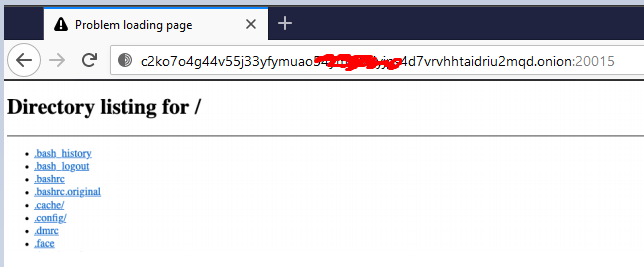 Problem loading page
c2ko7o4g44v55j33yfymuao 4d7vrvhhtaidriu2mqd.onion:20015
Directory listing for /
.bash_history
.bash_logout
.bashrc
.bashrc.original
.cache/
.config/
.dmrc
.face